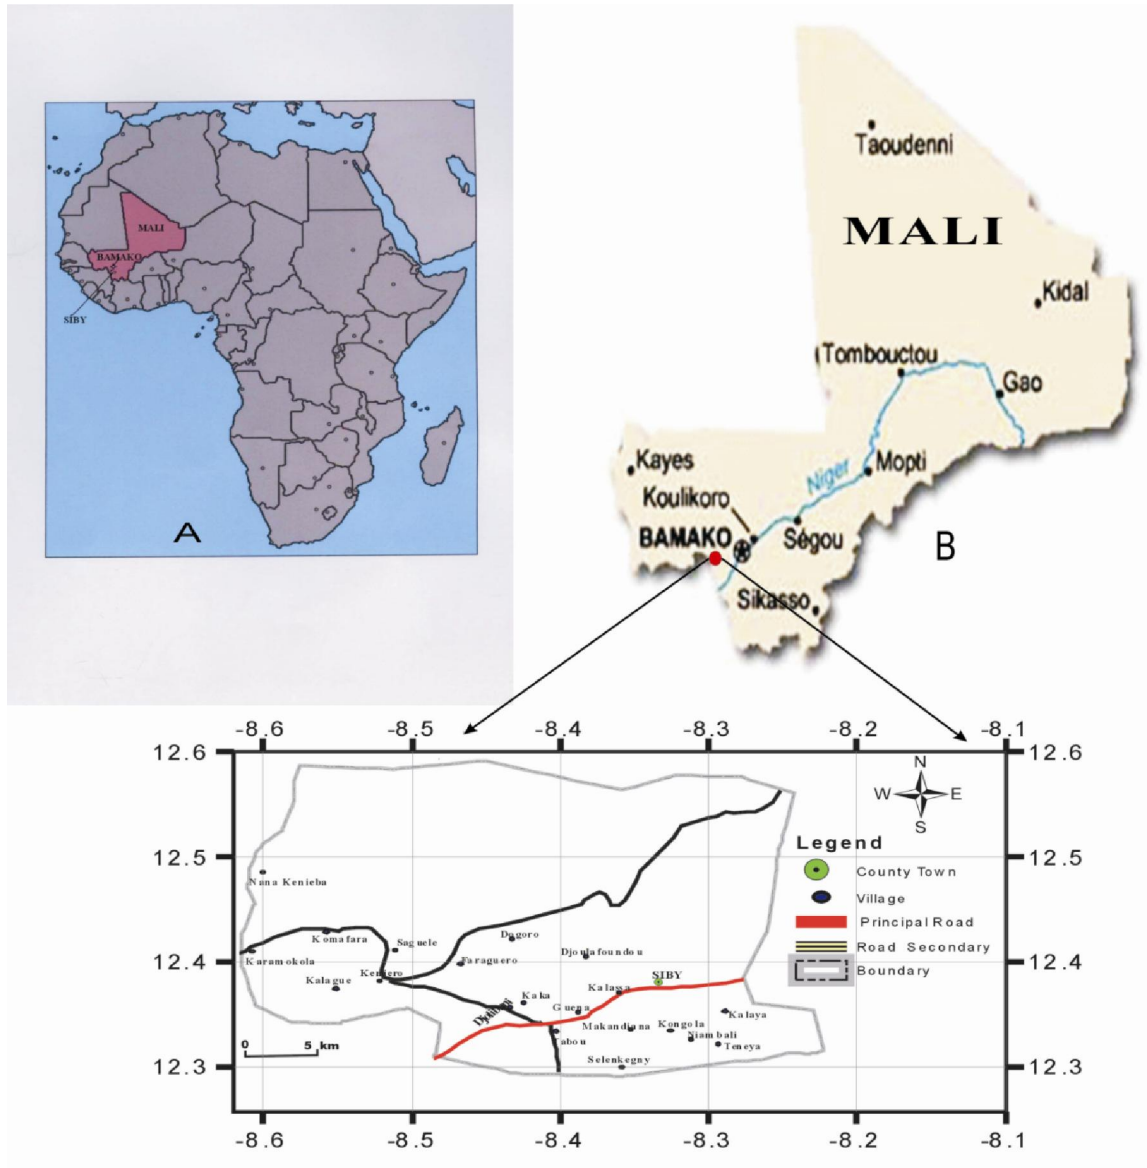 MALI
BAMAKO
SIBY
A
Taoudenni
MALI
Kidal
Tombouctou
Gao
Kayes
Niger
Mopti
Koulikoro
BAMAKO
Ségou
B
Sikasso
-8.6 -8.5 -8.4 -8.3 -8.2 -8.1
12.6 12.6
N
W E
S
Legend
County Town
Village
Principal Road
Road Secondary
Boundary
12.5 12.5
Nana Kenieba
Komafara
Saguele
Dogoro
Djoulafoundou
Karamokola
12.4 12.4
Faraguero
Keniero
SIBY
Kalague
Kalassa
Kaka
Guena
Kalaya
Makandiana
Kongola
Niambali
Tabou
Teneya
Selenkegny
0 5 km
12.3 12.3
-8.6 -8.5 -8.4 -8.3 -8.2 -8.1